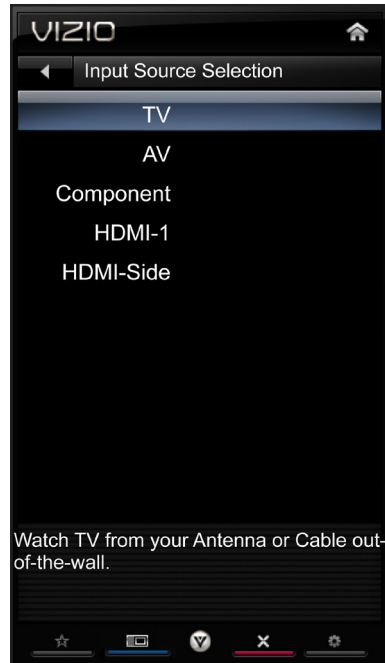 VIZIO
Input Source Selection
TV
AV
Component
HDMI-1
HDMI-Side
Watch TV from your Antenna or Cable out-
of-the-wall.